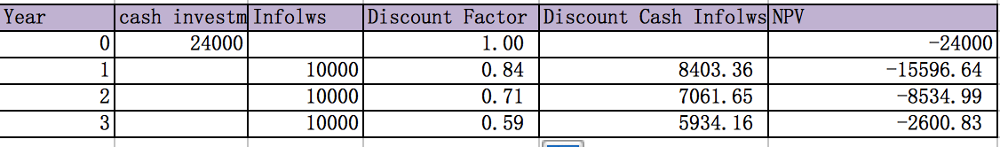 Year cash investm Infolws Discount Factor Discount Cash Infolws NPV
0 24000 1.00 -24000
1 10000 0.84 8403.36 -15596.64
2 10000 0.71 7061.65 -8534.99
3 10000 0.59 5934.16 -2600.83